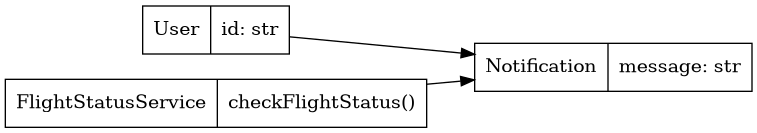 User id: str
Notification message: str
FlightStatusService checkFlightStatus()